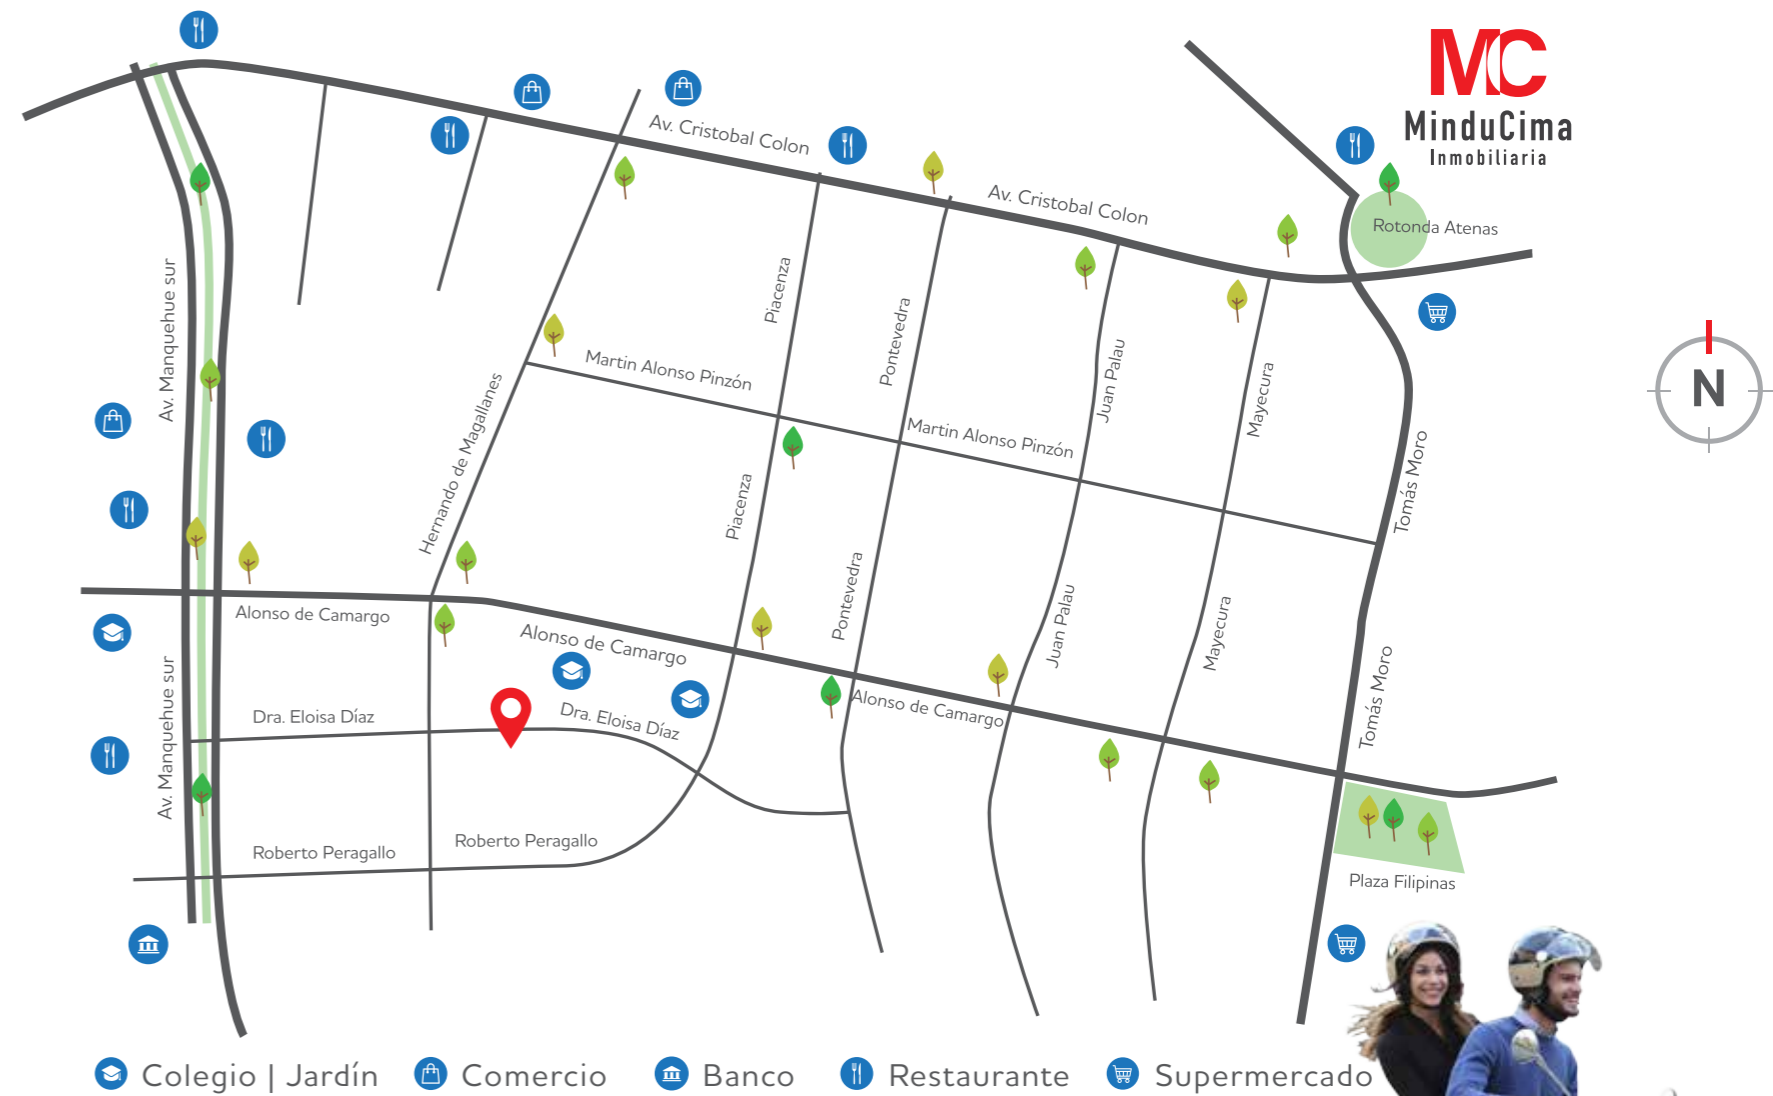 MC
MinduCima
Inmobiliaria
Av. Cristobal Colon
Av. Cristobal Colon
Rotonda Atenas
Av. Manquehue sur
Hernando de Magallanes
Martin Alonso Pinzón
Piacenza
Pontevedra
Juan Palau
Mayecura
Martin Alonso Pinzón
Tomás Moro
N
Piacenza
Pontevedra
Juan Palau
Mayecura
Tomás Moro
Alonso de Camargo
Alonso de Camargo
Alonso de Camargo
Av. Manquehue sur
Dra. Eloisa Díaz
Dra. Eloisa Díaz
Roberto Peragallo
Roberto Peragallo
Plaza Filipinas
Colegio | Jardín
Comercio
Banco
Restaurante
Supermercado